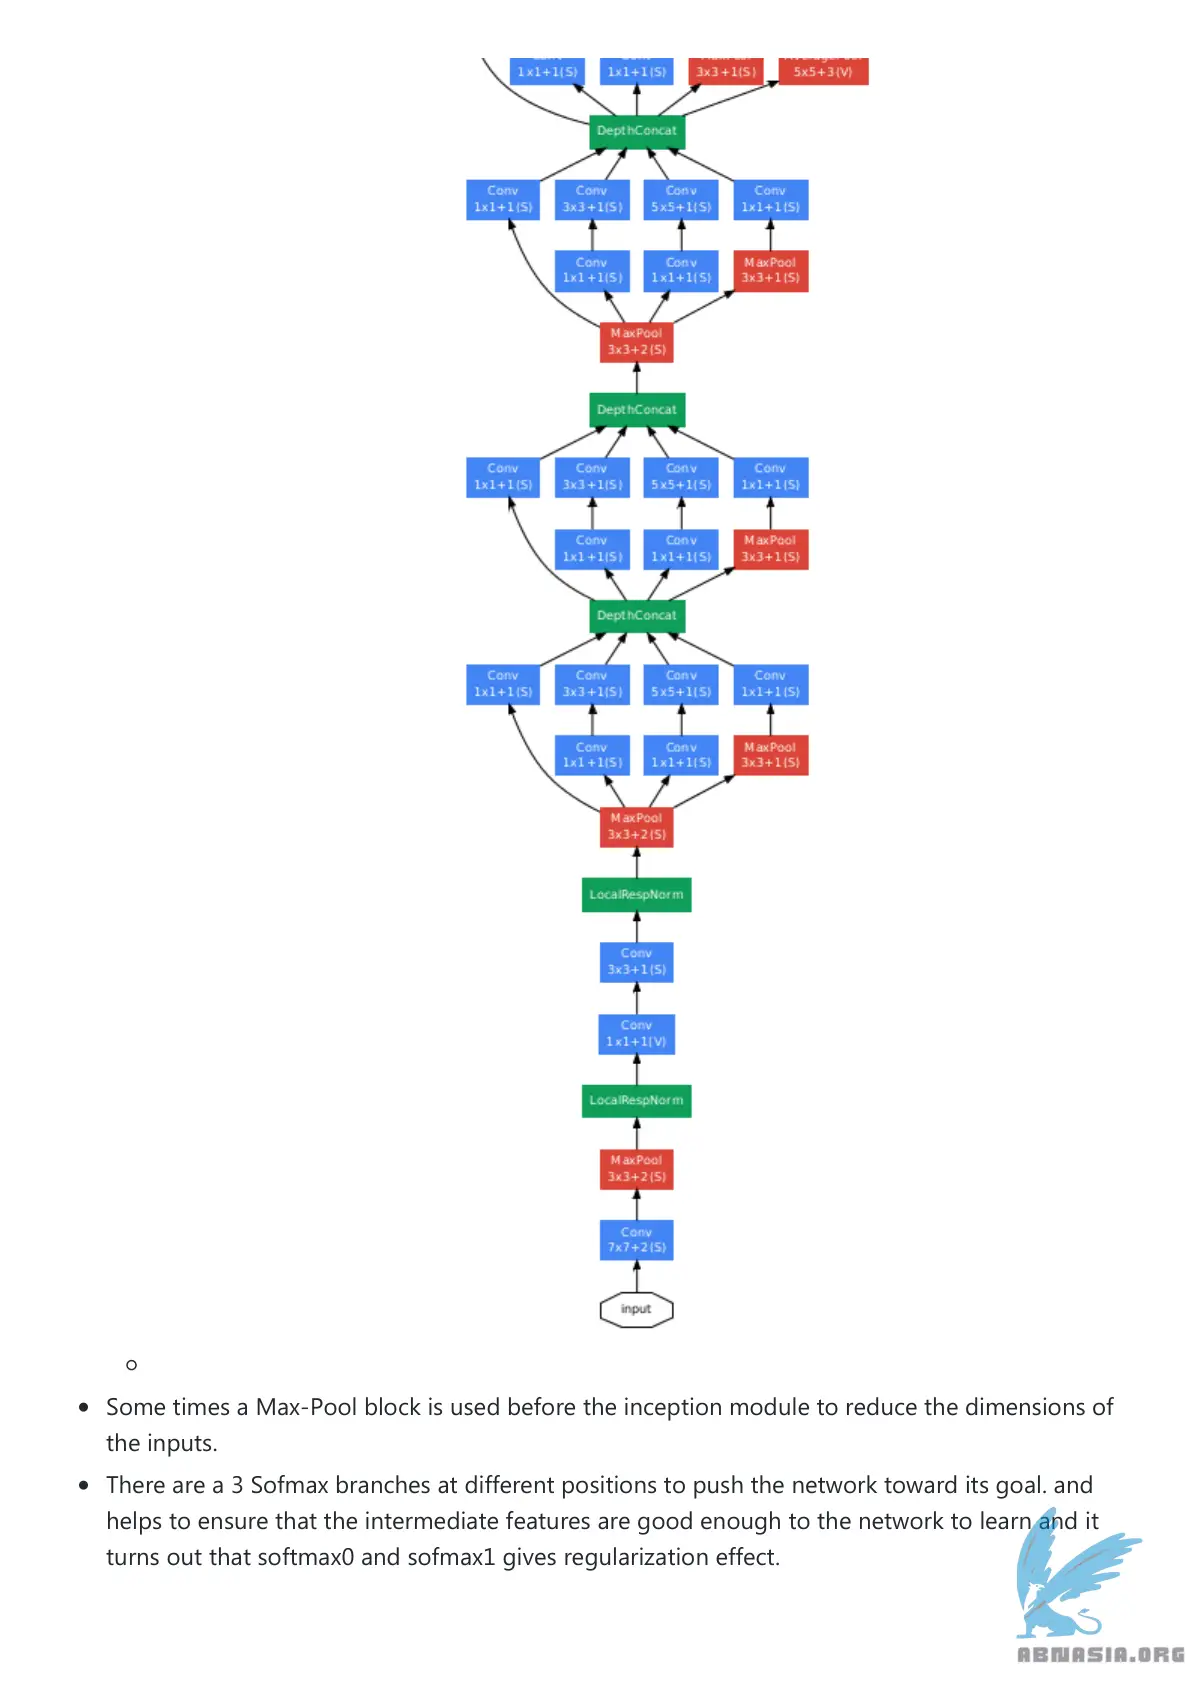 1x1+1(S) 1x1+1(S) 3x3+1(S) 5x5+3(V)
DepthConcat
Conv Conv Conv Conv
1x1+1(S) 3x3+1(S) 5x5+1(S) 1x1+1(S)
Conv Conv MaxPool
1x1+1(S) 1x1+1(S) 3x3+1(S)
MaxPool
3x3+2(S)
DepthConcat
Conv Conv Conv Conv
1x1+1(S) 3x3+1(S) 5x5+1(S) 1x1+1(S)
Conv Conv MaxPool
1x1+1(S) 1x1+1(S) 3x3+1(S)
DepthConcat
Conv Conv Conv Conv
1x1+1(S) 3x3+1(S) 5x5+1(S) 1x1+1(S)
Conv Conv MaxPool
1x1+1(S) 1x1+1(S) 3x3+1(S)
MaxPool
3x3+2(S)
LocalRespNorm
Conv
3x3+1(S)
Conv
1x1+1(V)
LocalRespNorm
MaxPool
3x3+2(S)
Conv
7x7+2(S)
input
Some times a Max-Pool block is used before the inception module to reduce the dimensions of
the inputs.
There are a 3 Sofmax branches at different positions to push the network toward its goal. and
helps to ensure that the intermediate features are good enough to the network to learn and it
turns out that softmax0 and sofmax1 gives regularization effect.
ABNASIA.ORG